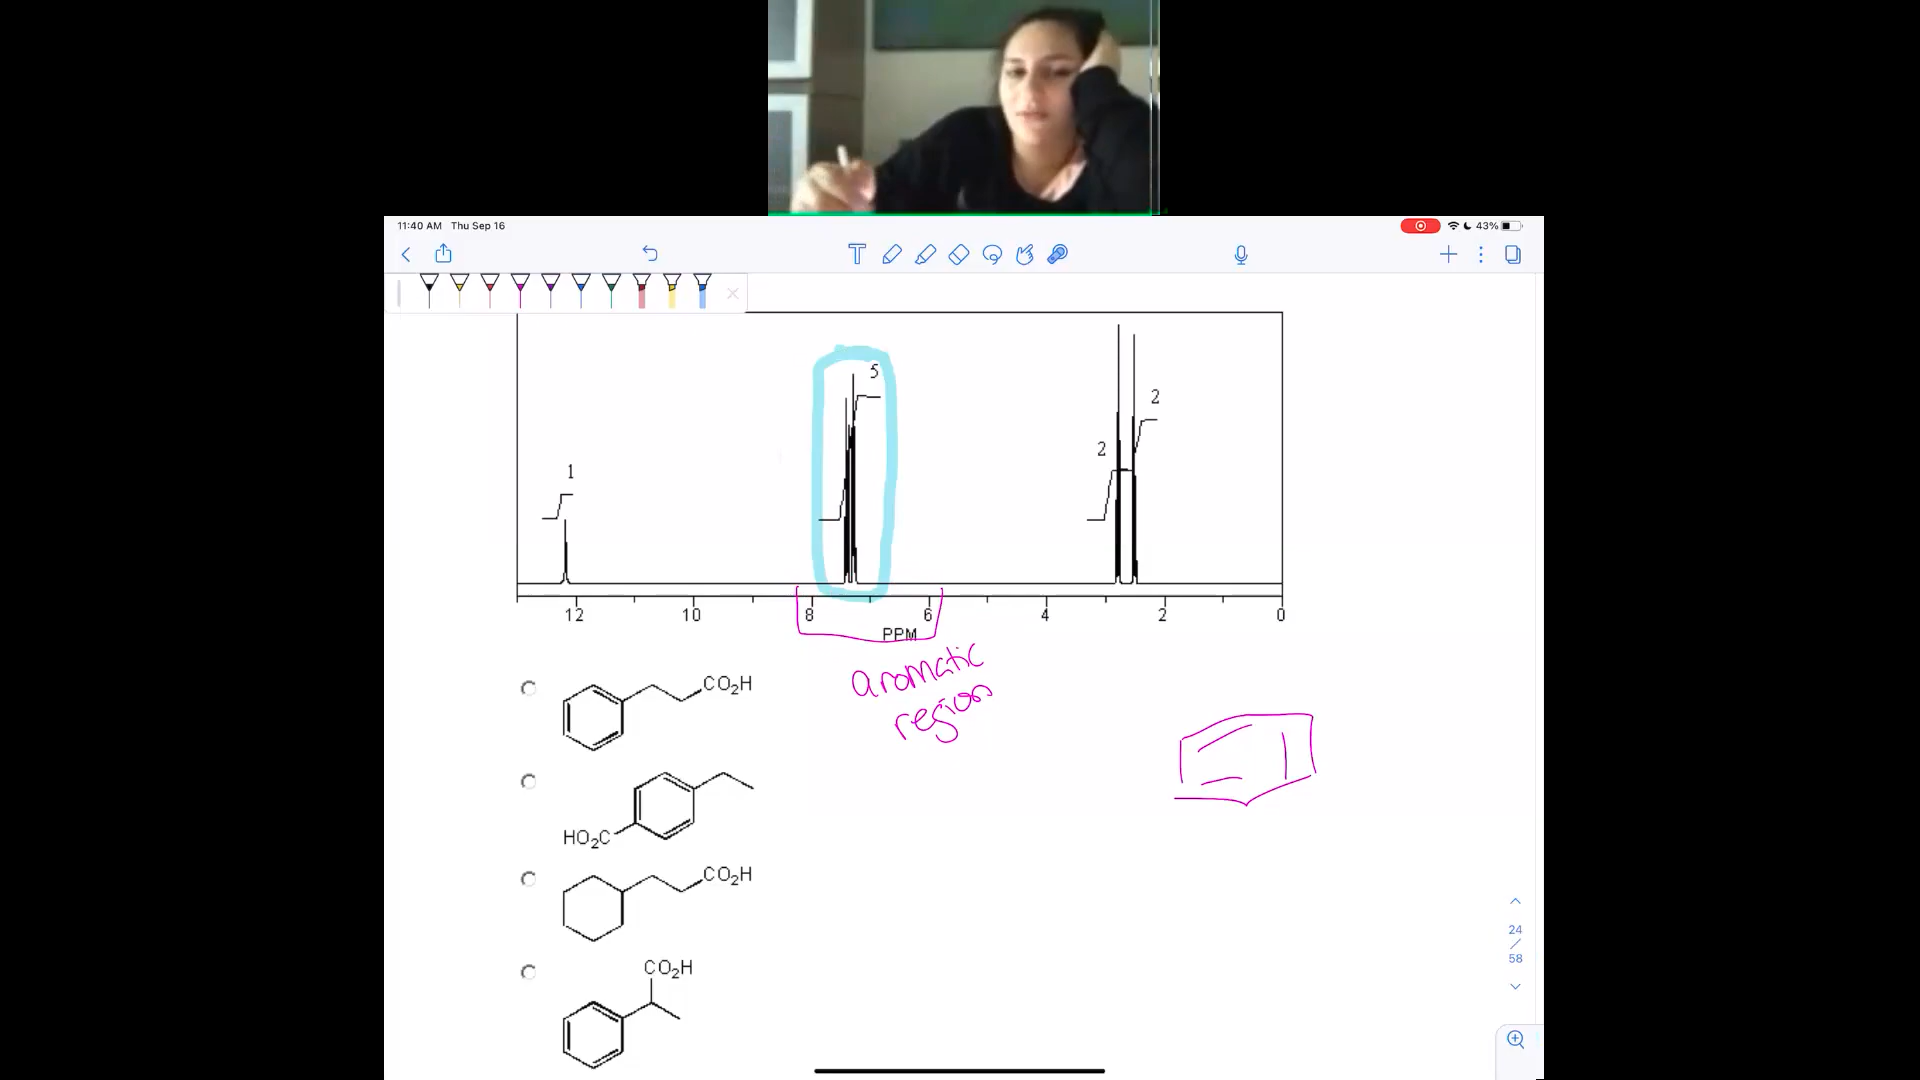 11:40 AM Thu Sep 16
43%
T
5
2
2
1
12 10 8 6 4 2 0
PPM
aromatic
region
CO2H
HO2C
CO2H
CO2H
24
/
58